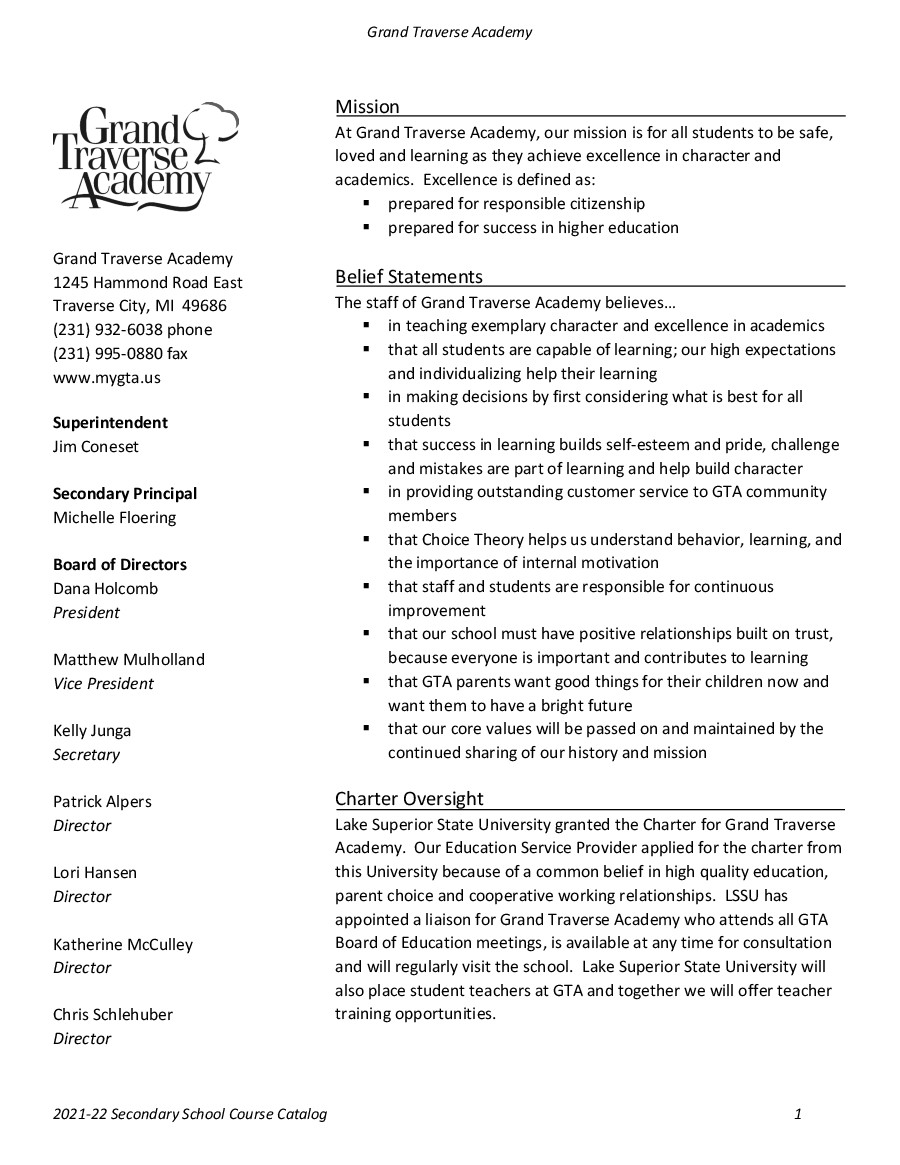 Grand Traverse Academy
Grand
Traverse
Academy
Grand Traverse Academy
1245 Hammond Road East
Traverse City, MI  49686
(231) 932-6038 phone
(231) 995-0880 fax
www.mygta.us
Superintendent
Jim Coneset
Secondary Principal
Michelle Floering
Board of Directors
Dana Holcomb
President
Matthew Mulholland
Vice President
Kelly Junga
Secretary
Patrick Alpers
Director
Lori Hansen
Director
Katherine McCulley
Director
Chris Schlehuber
Director
Mission
At Grand Traverse Academy, our mission is for all students to be safe,
loved and learning as they achieve excellence in character and
academics.  Excellence is defined as:
▪ prepared for responsible citizenship
▪ prepared for success in higher education
Belief Statements
The staff of Grand Traverse Academy believes…
▪ in teaching exemplary character and excellence in academics
▪ that all students are capable of learning; our high expectations
and individualizing help their learning
▪ in making decisions by first considering what is best for all
students
▪ that success in learning builds self-esteem and pride, challenge
and mistakes are part of learning and help build character
▪ in providing outstanding customer service to GTA community
members
▪ that Choice Theory helps us understand behavior, learning, and
the importance of internal motivation
▪ that staff and students are responsible for continuous
improvement
▪ that our school must have positive relationships built on trust,
because everyone is important and contributes to learning
▪ that GTA parents want good things for their children now and
want them to have a bright future
▪ that our core values will be passed on and maintained by the
continued sharing of our history and mission
Charter Oversight
Lake Superior State University granted the Charter for Grand Traverse
Academy.  Our Education Service Provider applied for the charter from
this University because of a common belief in high quality education,
parent choice and cooperative working relationships.  LSSU has
appointed a liaison for Grand Traverse Academy who attends all GTA
Board of Education meetings, is available at any time for consultation
and will regularly visit the school.  Lake Superior State University will
also place student teachers at GTA and together we will offer teacher
training opportunities.
2021-22 Secondary School Course Catalog 1